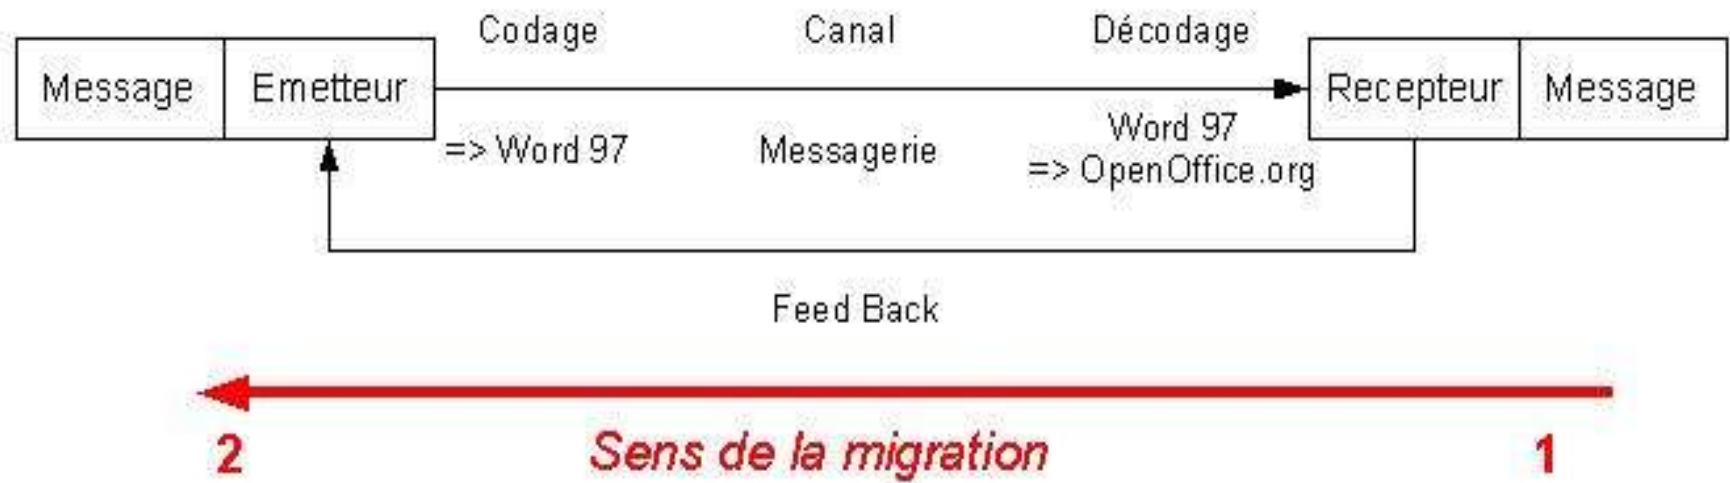 Codage Canal Décodage
Message Emetteur Recepteur Message
=> Word 97 Messagerie Word 97
=> OpenOffice.org
Feed Back
2 Sens de la migration 1